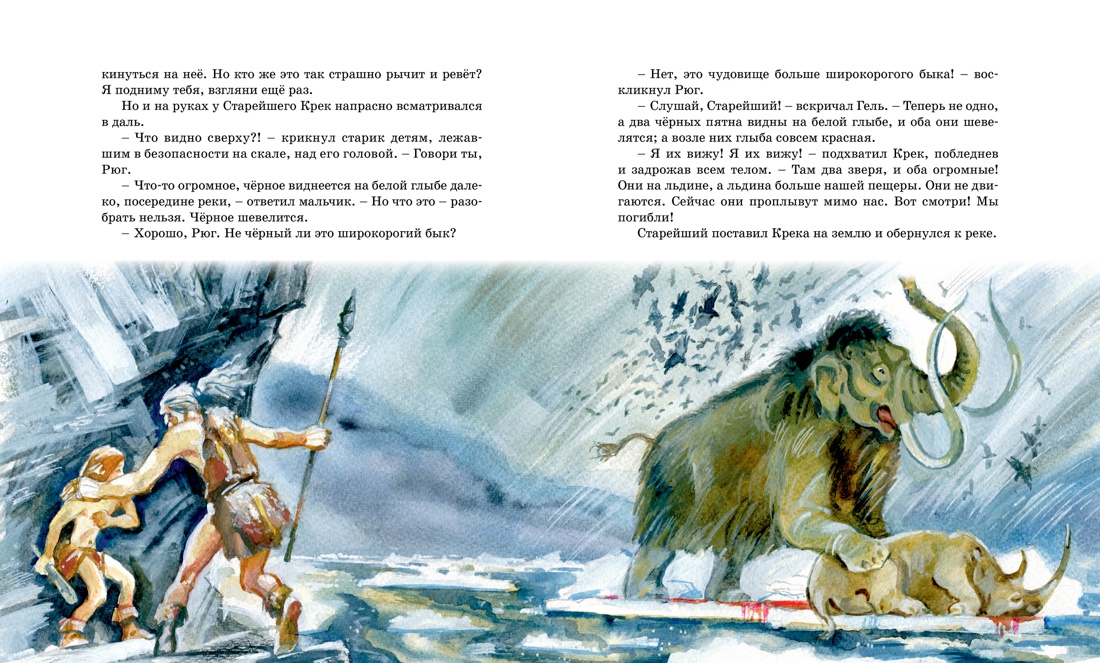 кинуться на неё. Но кто же это так страшно рычит и ревёт?
Я подниму тебя, взгляни ещё раз.
Но и на руках у Старейшего Крек напрасно всматривался
в даль.
– Что видно сверху?! – крикнул старик детям, лежав-
шим в безопасности на скале, над его головой. – Говори ты,
Рюг.
– Что-то огромное, чёрное виднеется на белой глыбе дале-
ко, посередине реки, – ответил мальчик. – Но что это – разо-
брать нельзя. Чёрное шевелится.
– Хорошо, Рюг. Не чёрный ли это широкорогий бык?
– Нет, это чудовище больше широкорогого быка! – вос-
кликнул Рюг.
– Слушай, Старейший! – вскричал Гель. – Теперь не одно,
а два чёрных пятна видны на белой глыбе, и оба они шеве-
лятся; а возле них глыба совсем красная.
– Я их вижу! Я их вижу! – подхватил Крек, побледнев
и задрожав всем телом. – Там два зверя, и оба огромные!
Они на льдине, а льдина больше нашей пещеры. Они не дви-
гаются. Сейчас они проплывут мимо нас. Вот смотри! Мы
погибли!
Старейший поставил Крека на землю и обернулся к реке.